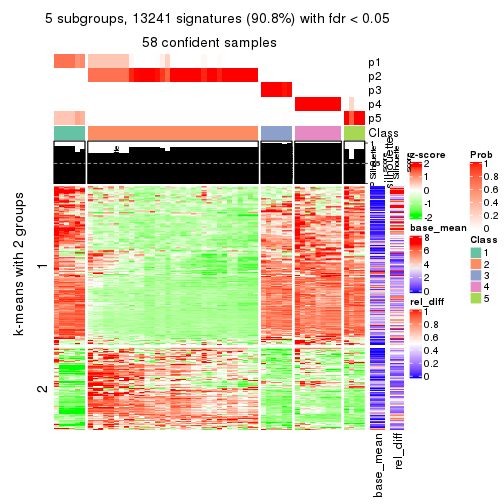 5 subgroups, 13241 signatures (90.8%) with fdr < 0.05
58 confident samples
p1
p2
p3
p4
p5
Class
silhouette
k-means with 2 groups
1
2
base_mean
rel_diff
z-score
2
1
0
-1
-2
base_mean
8
6
4
2
0
rel_diff
1
0.8
0.6
0.4
0.2
0
Prob
1
0.8
0.6
0.4
0.2
0
Class
1
2
3
4
5